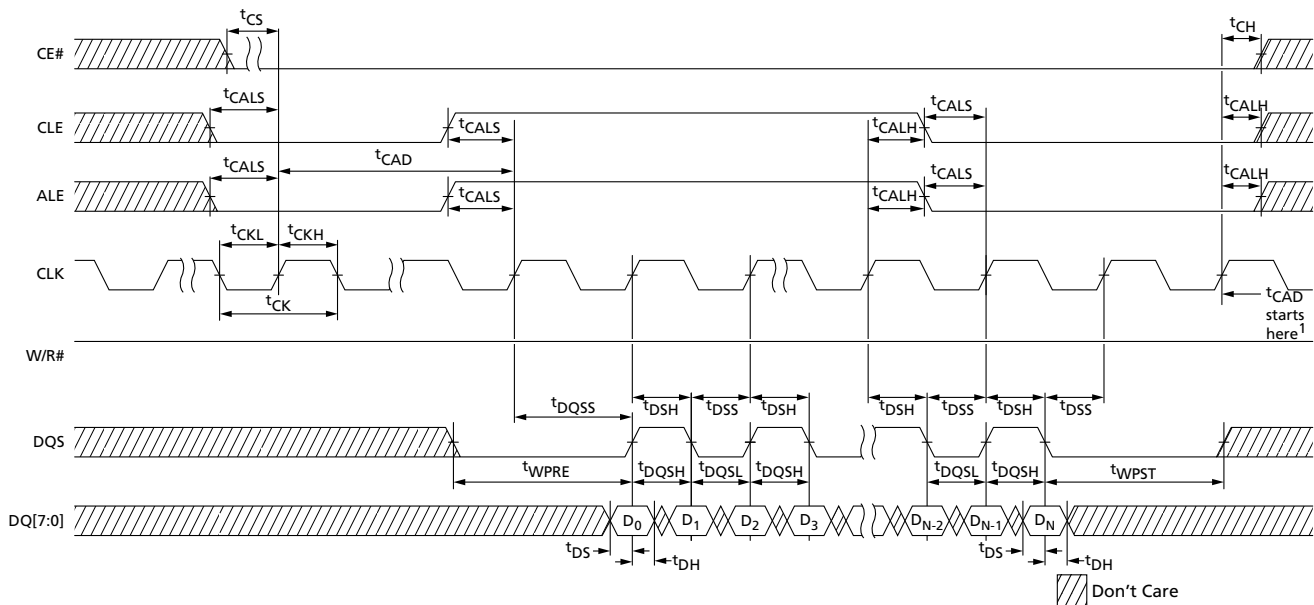 tCS
tCH
CE#
tCALS tCALS tCALH
CLE
tCALS tCALH
tCALS tCAD
tCALS tCALH
ALE
tCALS tCALH
tCKL tCKH
CLK
tCK
tCAD
starts
here1
W/R#
tDQSS tDSH tDSS tDSH tDSH tDSS tDSH tDSS
DQS
tWPRE tDQSH tDQSL tDQSH tDQSL tDQSH tWPST
DQ[7:0] D0 D1 D2 D3 DN-2 DN-1 DN
tDS tDH tDS tDH
Don't Care